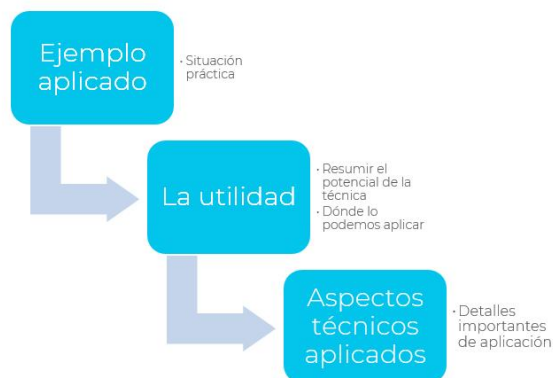 Ejemplo
aplicado
· Situación
práctica
La utilidad
· Resumir el
potencial de la
técnica
· Dónde lo
podemos aplicar
Aspectos
técnicos
aplicados
· Detalles
importantes
de aplicación